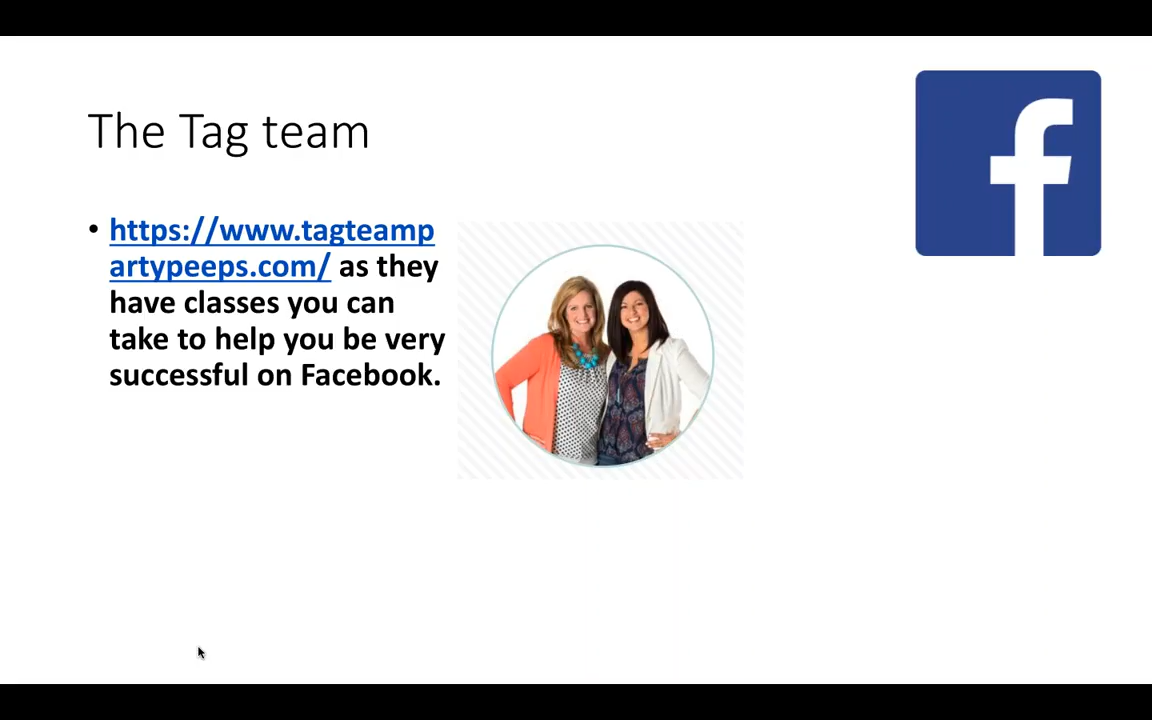 The Tag team
• https://www.tagteamp
artypeeps.com/ as they
have classes you can
take to help you be very
successful on Facebook.
f